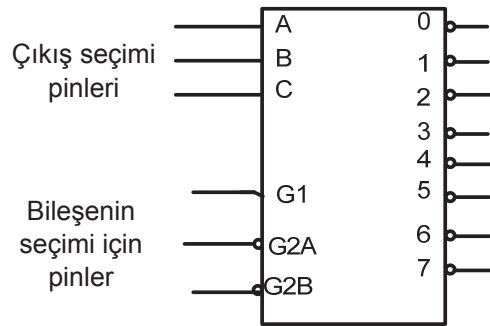 Çıkış seçimi
pinleri
A
B
C
Bileşenin
seçimi için
pinler
G1
G2A
G2B
0
1
2
3
4
5
6
7